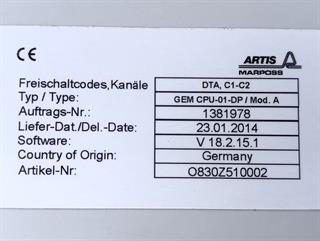 CE
ARTIS
MARPOSS
Freischaltcodes,Kanäle DTA, C1-C2
Typ / Type: GEM CPU-01-DP / Mod. A
Auftrags-Nr.: 1381978
Liefer-Dat./Del.-Date: 23.01.2014
Software: V 18.2.15.1
Country of Origin: Germany
Artikel-Nr: O830Z510002